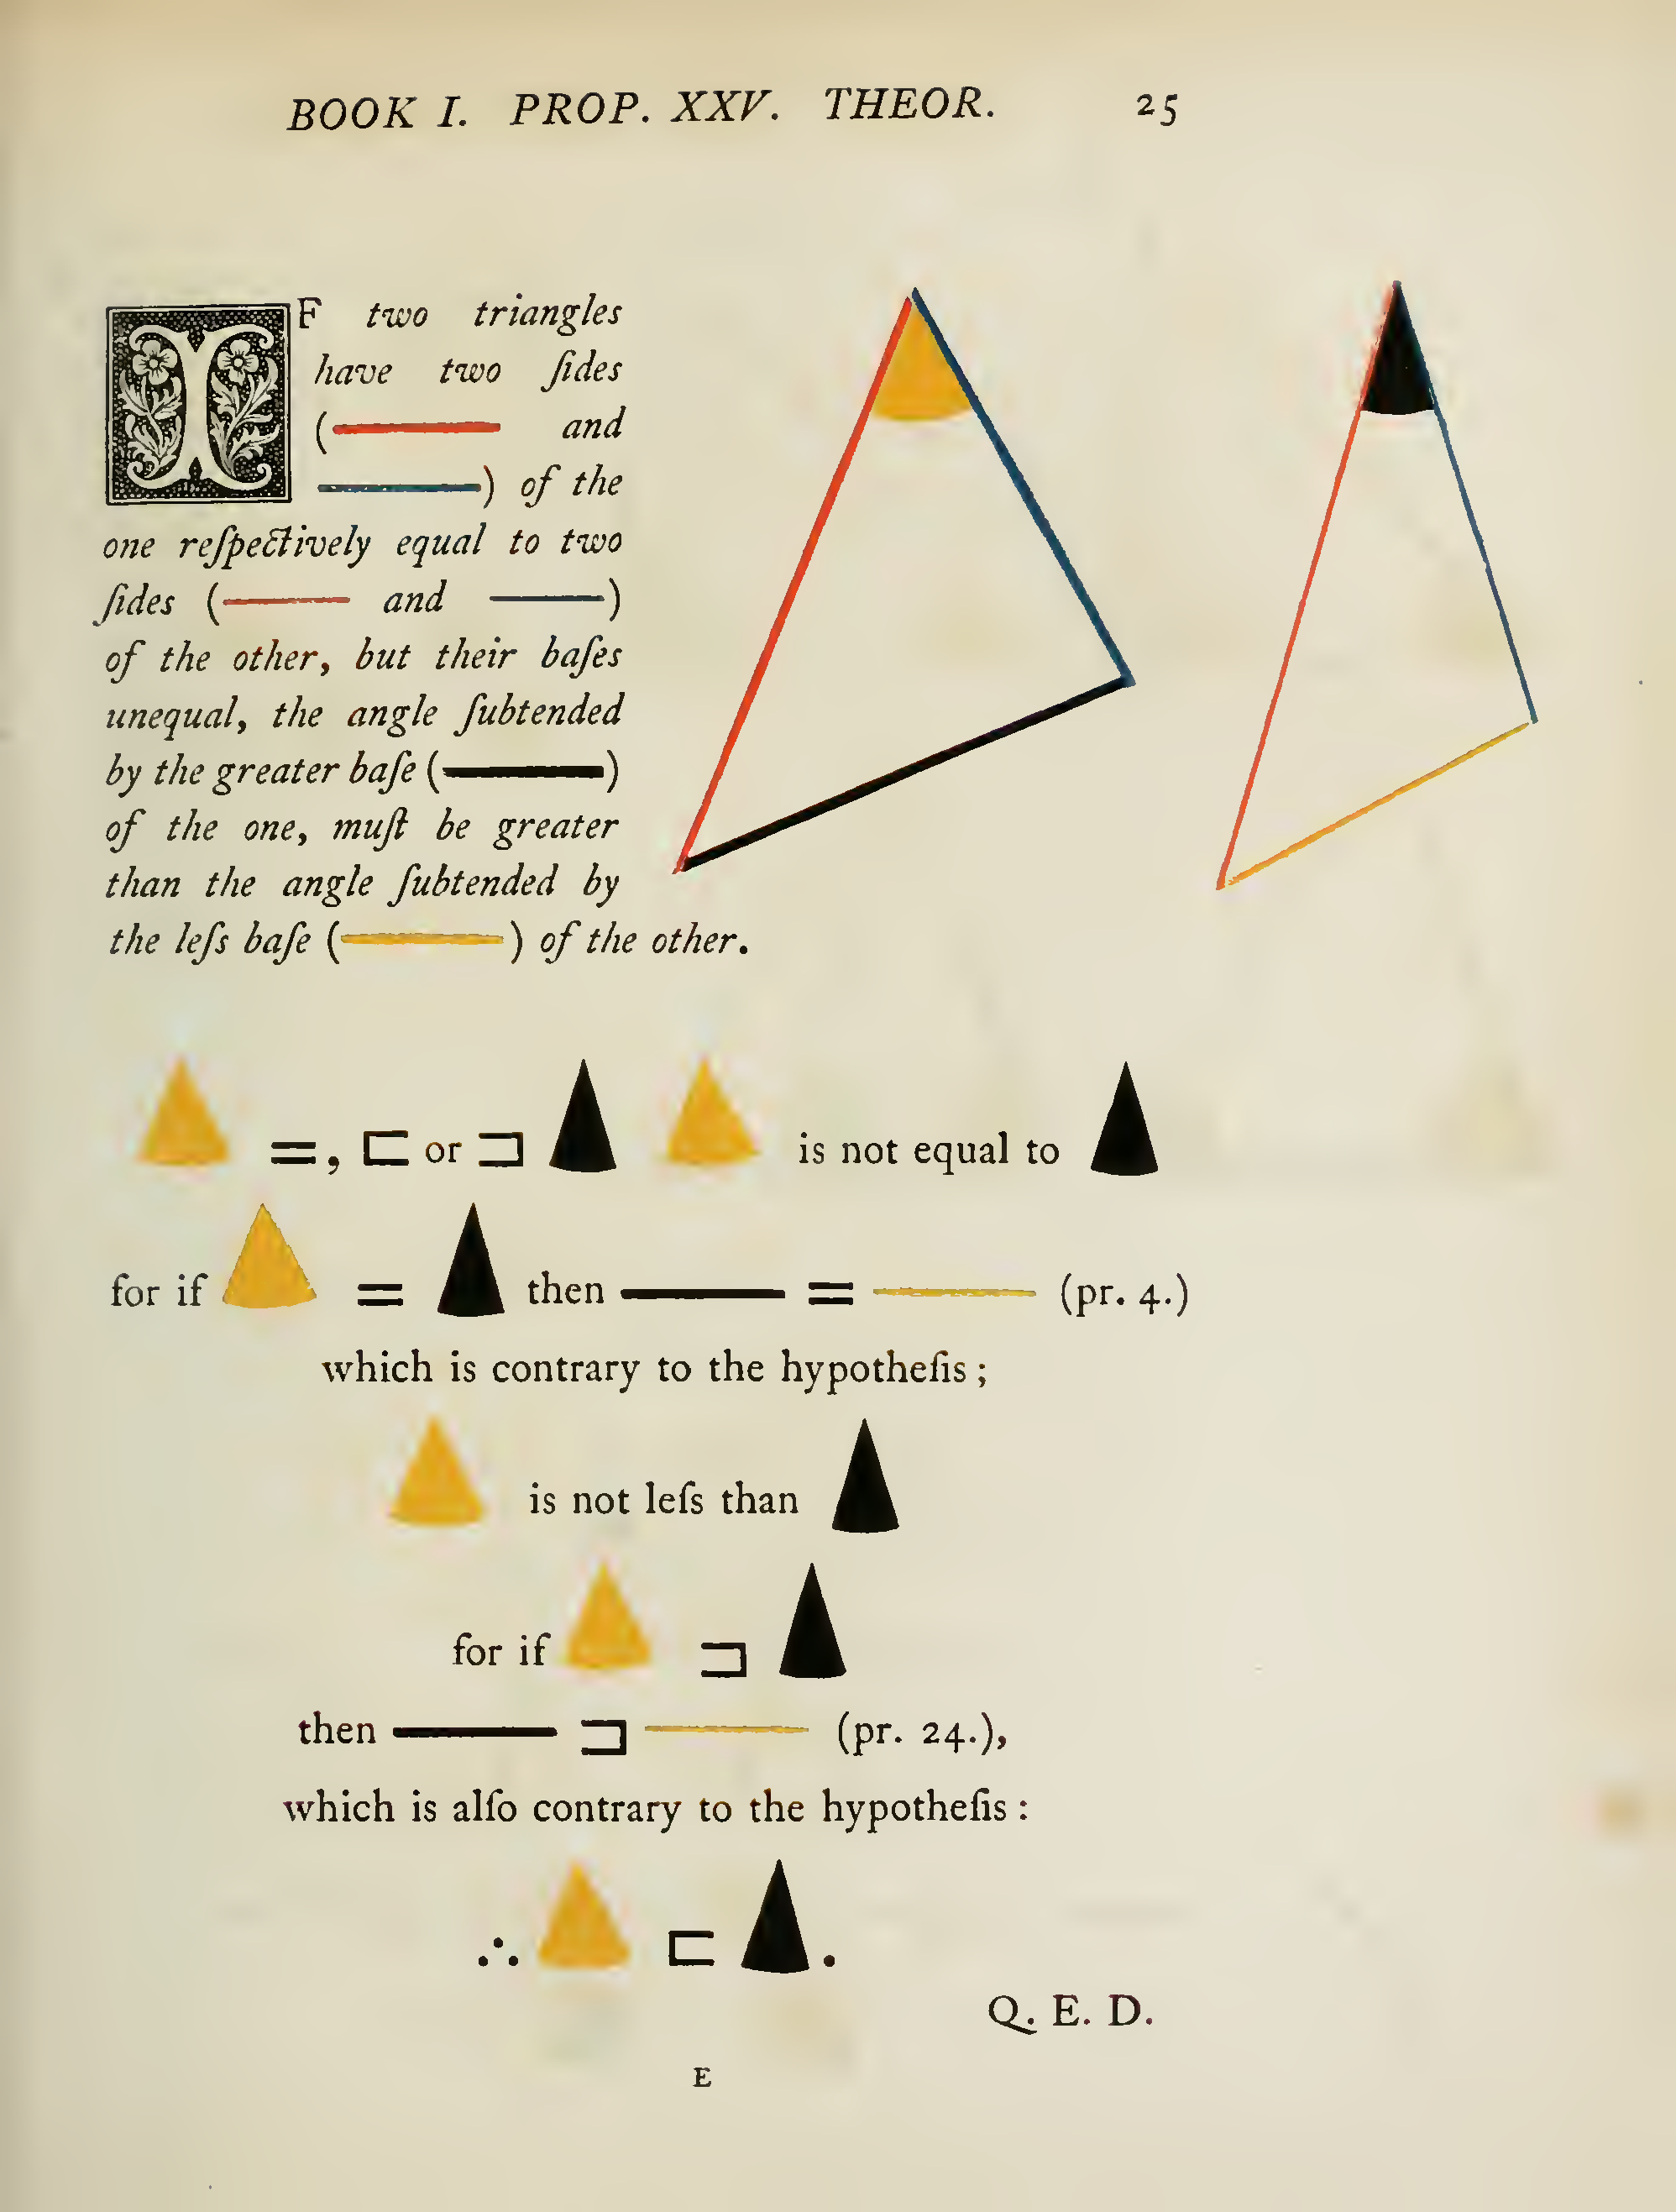 BOOK I. PROP. XXV. THEOR. 25
IF two triangles
have two ſides
( and
) of the
one reſpectively equal to two
ſides ( and )
of the other, but their baſes
unequal, the angle ſubtended
by the greater baſe ( )
of the one, muſt be greater
than the angle ſubtended by
the leſs baſe ( ) of the other.
=, ⊏ or ⊐ is not equal to
for if = then = (pr. 4.)
which is contrary to the hypotheſis;
is not leſs than
for if ⊐
then ⊐ (pr. 24.),
which is alſo contrary to the hypotheſis:
∴ ⊏ .
Q. E. D.
E